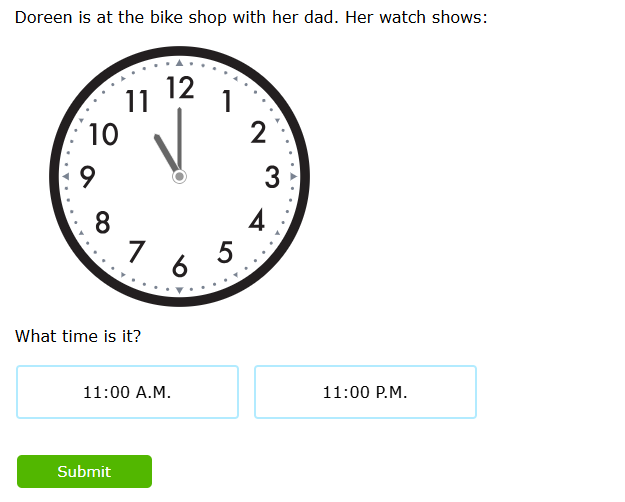 Doreen is at the bike shop with her dad. Her watch shows:
12
11 1
10 2
9 3
8 4
7 5
6
What time is it?
11:00 A.M. 11:00 P.M.
Submit